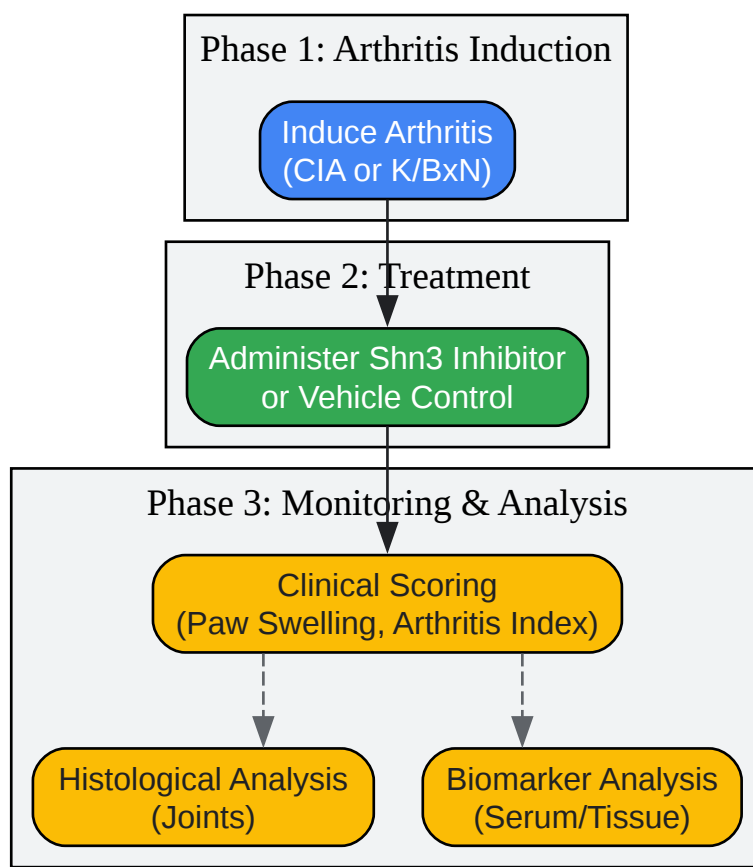 Phase 1: Arthritis Induction
Induce Arthritis
(CIA or K/BxN)
Phase 2: Treatment
Administer Shn3 Inhibitor
or Vehicle Control
Phase 3: Monitoring & Analysis
Clinical Scoring
(Paw Swelling, Arthritis Index)
Histological Analysis
(Joints)
Biomarker Analysis
(Serum/Tissue)